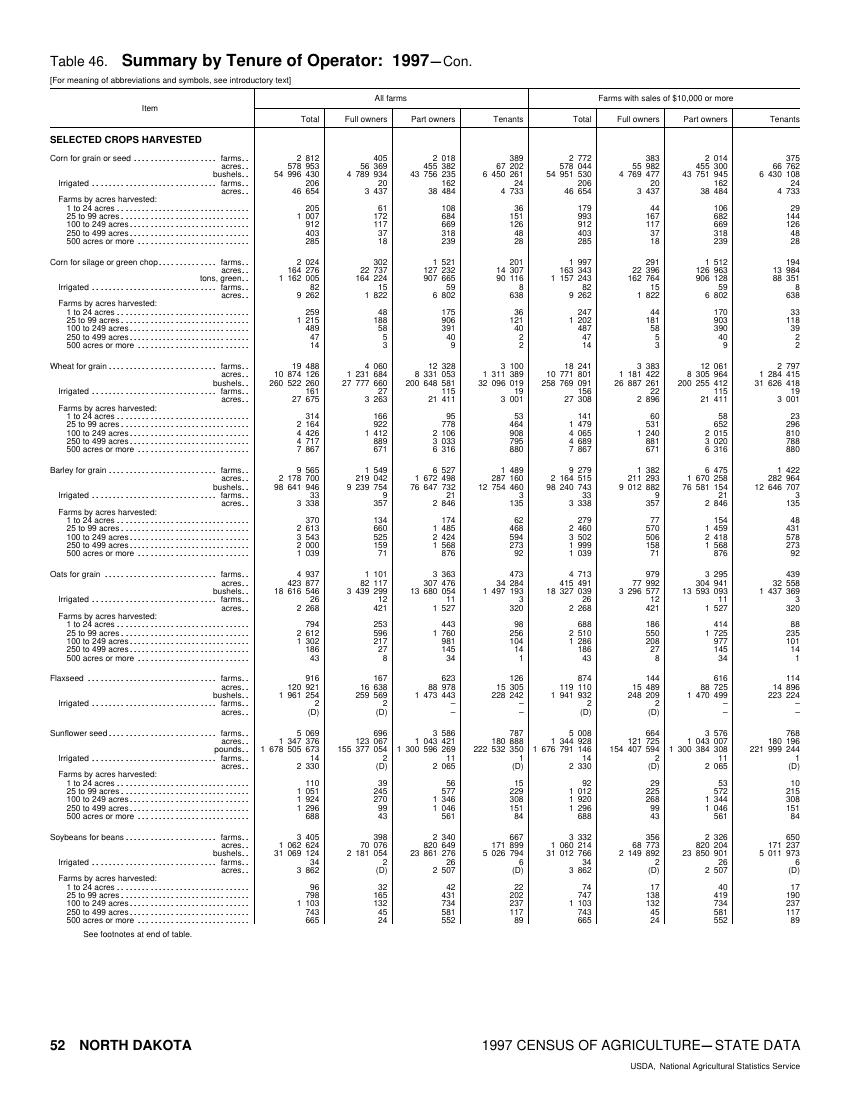 Table 46. Summary by Tenure of Operator: 1997—Con.
[For meaning of abbreviations and symbols, see introductory text]
Item All farms Farms with sales of $10,000 or more
Total Full owners Part owners Tenants Total Full owners Part owners Tenants
SELECTED CROPS HARVESTED
Corn for grain or seed farms.. 2 812 405 2 018 389 2 772 383 2 014 375
acres.. 578 953 56 369 455 382 67 202 578 044 55 982 455 300 66 762
bushels.. 54 996 430 4 789 934 43 756 235 6 450 261 54 951 530 4 769 477 43 751 945 6 430 108
Irrigated farms.. 206 20 162 24 206 20 162 24
acres.. 46 654 3 437 38 484 4 733 46 654 3 437 38 484 4 733
Farms by acres harvested:
1 to 24 acres 205 61 108 36 179 44 106 29
25 to 99 acres 1 007 172 684 151 993 167 682 144
100 to 249 acres 912 117 669 126 912 117 669 126
250 to 499 acres 403 37 318 48 403 37 318 48
500 acres or more 285 18 239 28 285 18 239 28
Corn for silage or green chop farms.. 2 024 302 1 521 201 1 997 291 1 512 194
acres.. 164 276 22 737 127 232 14 307 163 343 22 396 126 963 13 984
tons, green.. 1 162 005 164 224 907 665 90 116 1 157 243 162 764 906 128 88 351
Irrigated farms.. 82 15 59 8 82 15 59 8
acres.. 9 262 1 822 6 802 638 9 262 1 822 6 802 638
Farms by acres harvested:
1 to 24 acres 259 48 175 36 247 44 170 33
25 to 99 acres 1 215 188 906 121 1 202 181 903 118
100 to 249 acres 489 58 391 40 487 58 390 39
250 to 499 acres 47 5 40 2 47 5 40 2
500 acres or more 14 3 9 2 14 3 9 2
Wheat for grain farms.. 19 488 4 060 12 328 3 100 18 241 3 383 12 061 2 797
acres.. 10 874 126 1 231 684 8 331 053 1 311 389 10 771 801 1 181 422 8 305 964 1 284 415
bushels.. 260 522 260 27 777 660 200 648 581 32 096 019 258 769 091 26 887 261 200 255 412 31 626 418
Irrigated farms.. 161 27 115 19 156 22 115 19
acres.. 27 675 3 263 21 411 3 001 27 308 2 896 21 411 3 001
Farms by acres harvested:
1 to 24 acres 314 166 95 53 141 60 58 23
25 to 99 acres 2 164 922 778 464 1 479 531 652 296
100 to 249 acres 4 426 1 412 2 106 908 4 065 1 240 2 015 810
250 to 499 acres 4 717 889 3 033 795 4 689 881 3 020 788
500 acres or more 7 867 671 6 316 880 7 867 671 6 316 880
Barley for grain farms.. 9 565 1 549 6 527 1 489 9 279 1 382 6 475 1 422
acres.. 2 178 700 219 042 1 672 498 287 160 2 164 515 211 293 1 670 258 282 964
bushels.. 98 641 946 9 239 754 76 647 732 12 754 460 98 240 743 9 012 882 76 581 154 12 646 707
Irrigated farms.. 33 9 21 3 33 9 21 3
acres.. 3 338 357 2 846 135 3 338 357 2 846 135
Farms by acres harvested:
1 to 24 acres 370 134 174 62 279 77 154 48
25 to 99 acres 2 613 660 1 485 468 2 460 570 1 459 431
100 to 249 acres 3 543 525 2 424 594 3 502 506 2 418 578
250 to 499 acres 2 000 159 1 568 273 1 999 158 1 568 273
500 acres or more 1 039 71 876 92 1 039 71 876 92
Oats for grain farms.. 4 937 1 101 3 363 473 4 713 979 3 295 439
acres.. 423 877 82 117 307 476 34 284 415 491 77 992 304 941 32 558
bushels.. 18 616 546 3 439 299 13 680 054 1 497 193 18 327 039 3 296 577 13 593 093 1 437 369
Irrigated farms.. 26 12 11 3 26 12 11 3
acres.. 2 268 421 1 527 320 2 268 421 1 527 320
Farms by acres harvested:
1 to 24 acres 794 253 443 98 688 186 414 88
25 to 99 acres 2 612 596 1 760 256 2 510 550 1 725 235
100 to 249 acres 1 302 217 981 104 1 286 208 977 101
250 to 499 acres 186 27 145 14 186 27 145 14
500 acres or more 43 8 34 1 43 8 34 1
Flaxseed farms.. 916 167 623 126 874 144 616 114
acres.. 120 921 16 638 88 978 15 305 119 110 15 489 88 725 14 896
bushels.. 1 961 254 259 569 1 473 443 228 242 1 941 932 248 209 1 470 499 223 224
Irrigated farms.. 2 2 – – 2 2 – –
acres.. (D) (D) – – (D) (D) – –
Sunflower seed farms.. 5 069 696 3 586 787 5 008 664 3 576 768
acres.. 1 347 376 123 067 1 043 421 180 888 1 344 928 121 725 1 043 007 180 196
pounds.. 1 678 505 673 155 377 054 1 300 596 269 222 532 350 1 676 791 146 154 407 594 1 300 384 308 221 999 244
Irrigated farms.. 14 2 11 1 14 2 11 1
acres.. 2 330 (D) 2 065 (D) 2 330 (D) 2 065 (D)
Farms by acres harvested:
1 to 24 acres 110 39 56 15 92 29 53 10
25 to 99 acres 1 051 245 577 229 1 012 225 572 215
100 to 249 acres 1 924 270 1 346 308 1 920 268 1 344 308
250 to 499 acres 1 296 99 1 046 151 1 296 99 1 046 151
500 acres or more 688 43 561 84 688 43 561 84
Soybeans for beans farms.. 3 405 398 2 340 667 3 332 356 2 326 650
acres.. 1 062 624 70 076 820 649 171 899 1 060 214 68 773 820 204 171 237
bushels.. 31 069 124 2 181 054 23 861 276 5 026 794 31 012 766 2 149 892 23 850 901 5 011 973
Irrigated farms.. 34 2 26 6 34 2 26 6
acres.. 3 862 (D) 2 507 (D) 3 862 (D) 2 507 (D)
Farms by acres harvested:
1 to 24 acres 96 32 42 22 74 17 40 17
25 to 99 acres 798 165 431 202 747 138 419 190
100 to 249 acres 1 103 132 734 237 1 103 132 734 237
250 to 499 acres 743 45 581 117 743 45 581 117
500 acres or more 665 24 552 89 665 24 552 89
See footnotes at end of table.
52 NORTH DAKOTA 1997 CENSUS OF AGRICULTURE—STATE DATA
USDA, National Agricultural Statistics Service